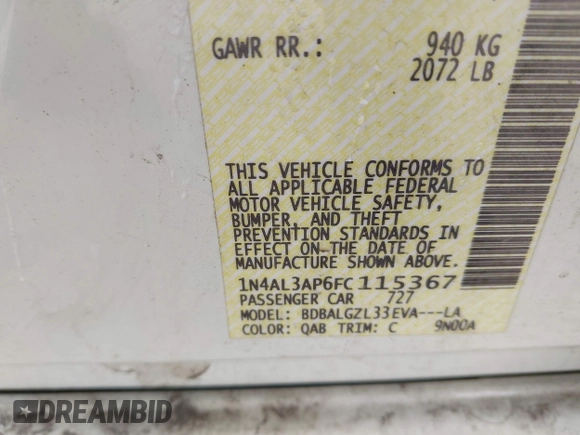 GAWR RR.: 940 KG
2072 LB
THIS VEHICLE CONFORMS TO
ALL APPLICABLE FEDERAL
MOTOR VEHICLE SAFETY,
BUMPER, AND THEFT
PREVENTION STANDARDS IN
EFFECT ON THE DATE OF
MANUFACTURE SHOWN ABOVE.
1N4AL3AP6FC115367
PASSENGER CAR 727
MODEL: BDBALGZL33EVA---LA
COLOR: QAB TRIM: C 9N00A
DREAMBID